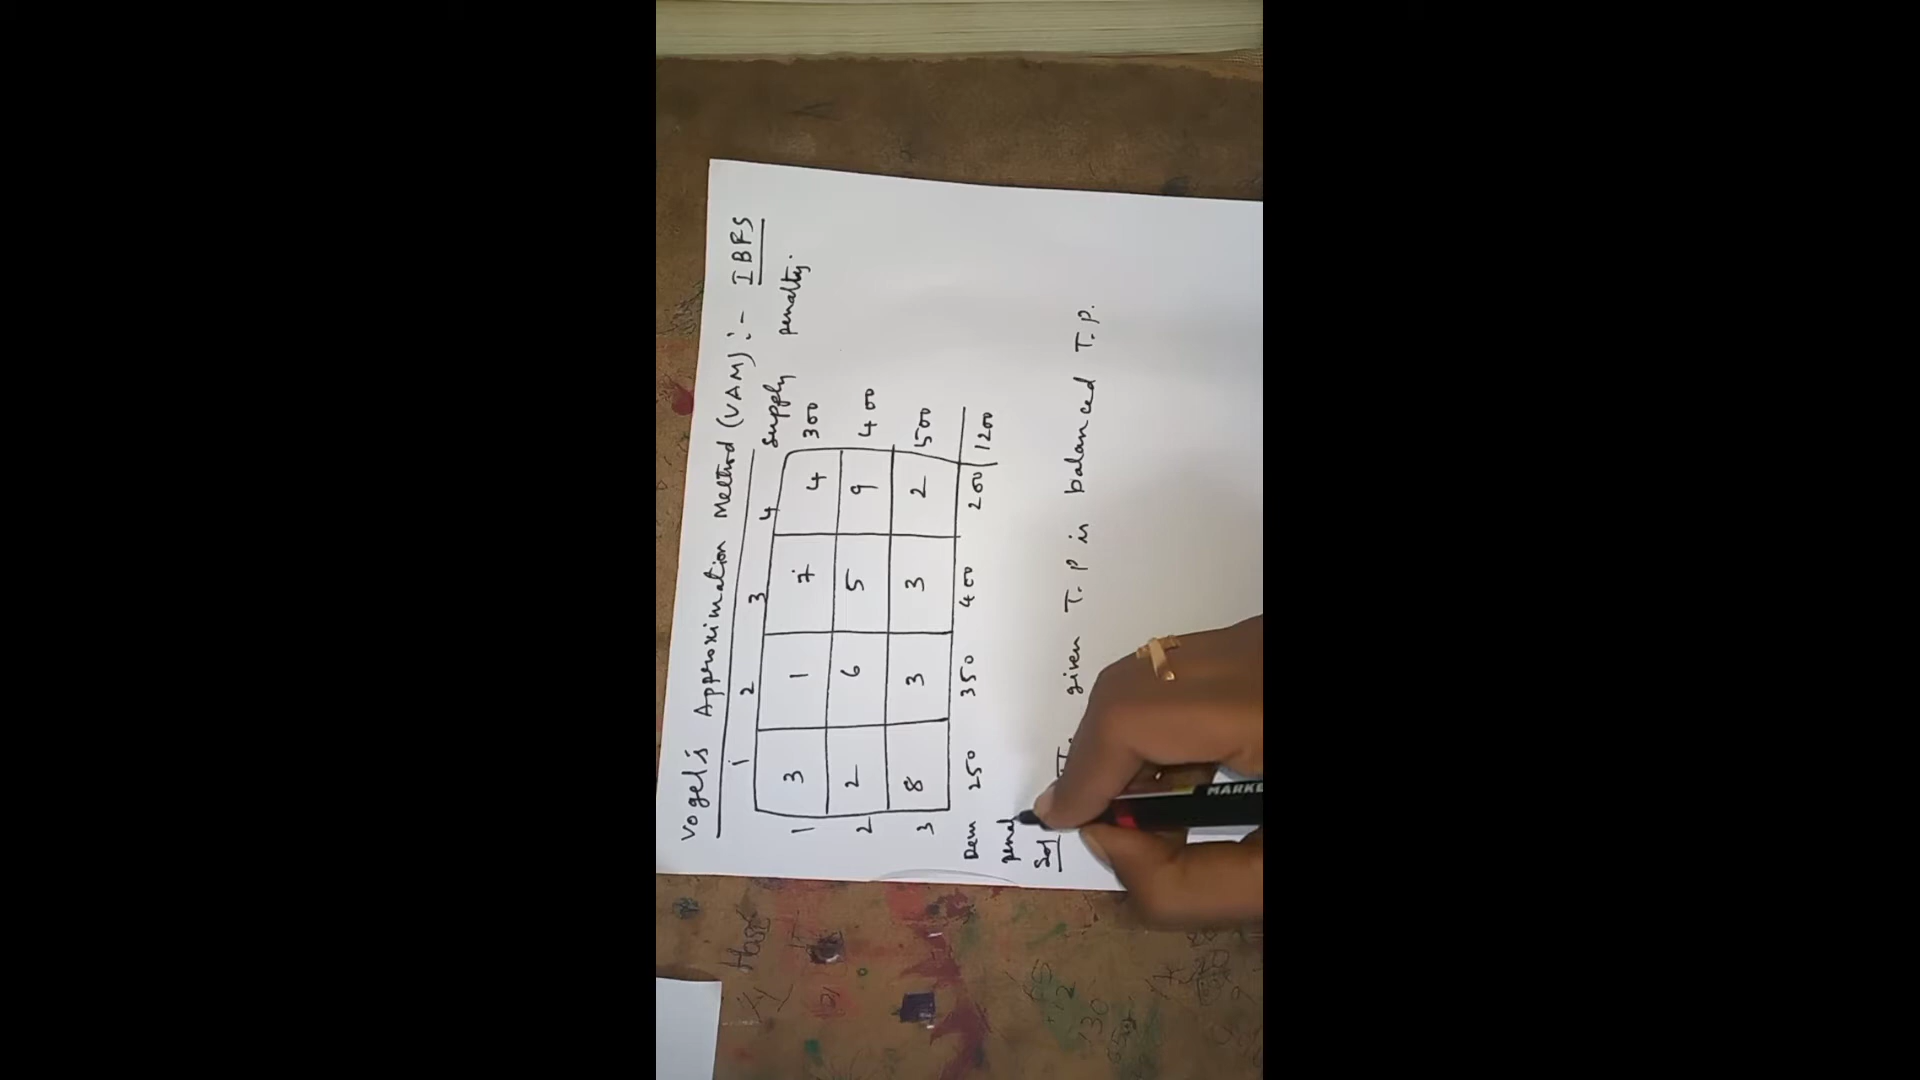 Vogel's Approximation Method (VAM) :- IBFS
1 2 3 4 supply penalty.
1 3 1 7 4 300
2 2 6 5 9 400
3 8 3 3 2 500
Dem 250 350 400 200 1200
penal
Sol given T.P is balanced T.P.
MARKE